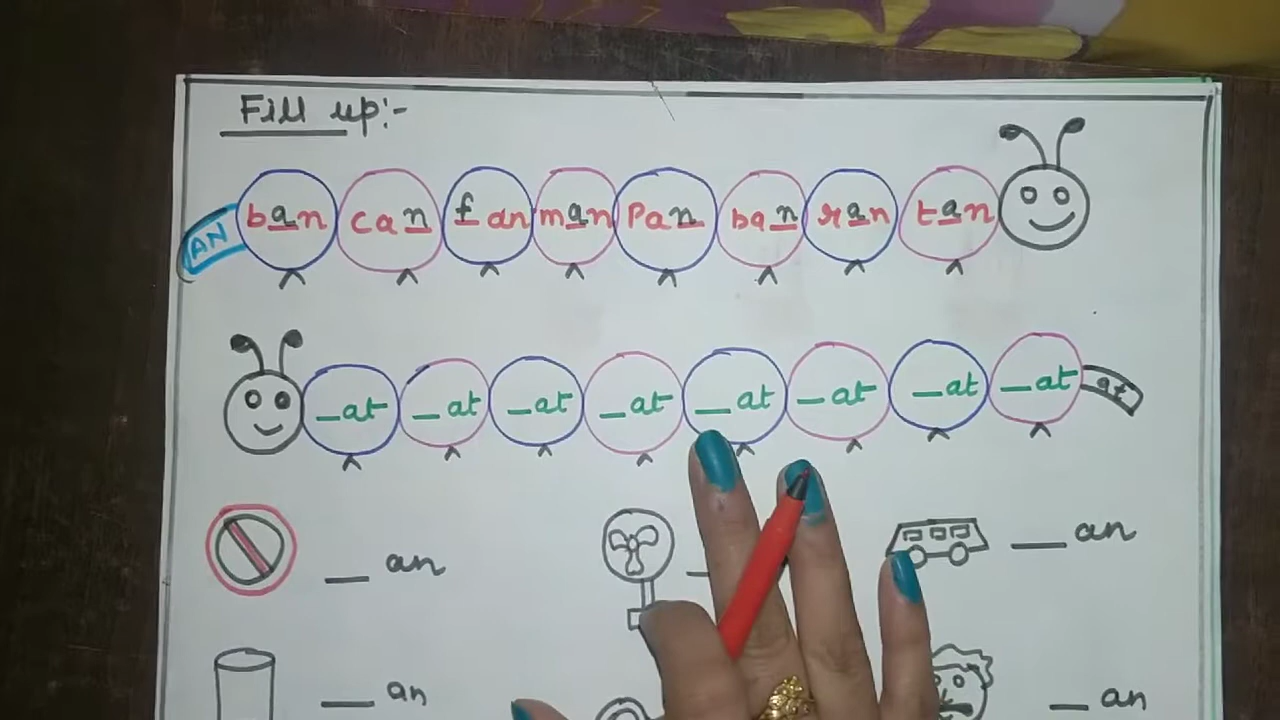 Fill up:-
AN ban can fan man Pan ban ran tan
_at _at _at _at _at _at _at _at at
_an _ _an
_an _an